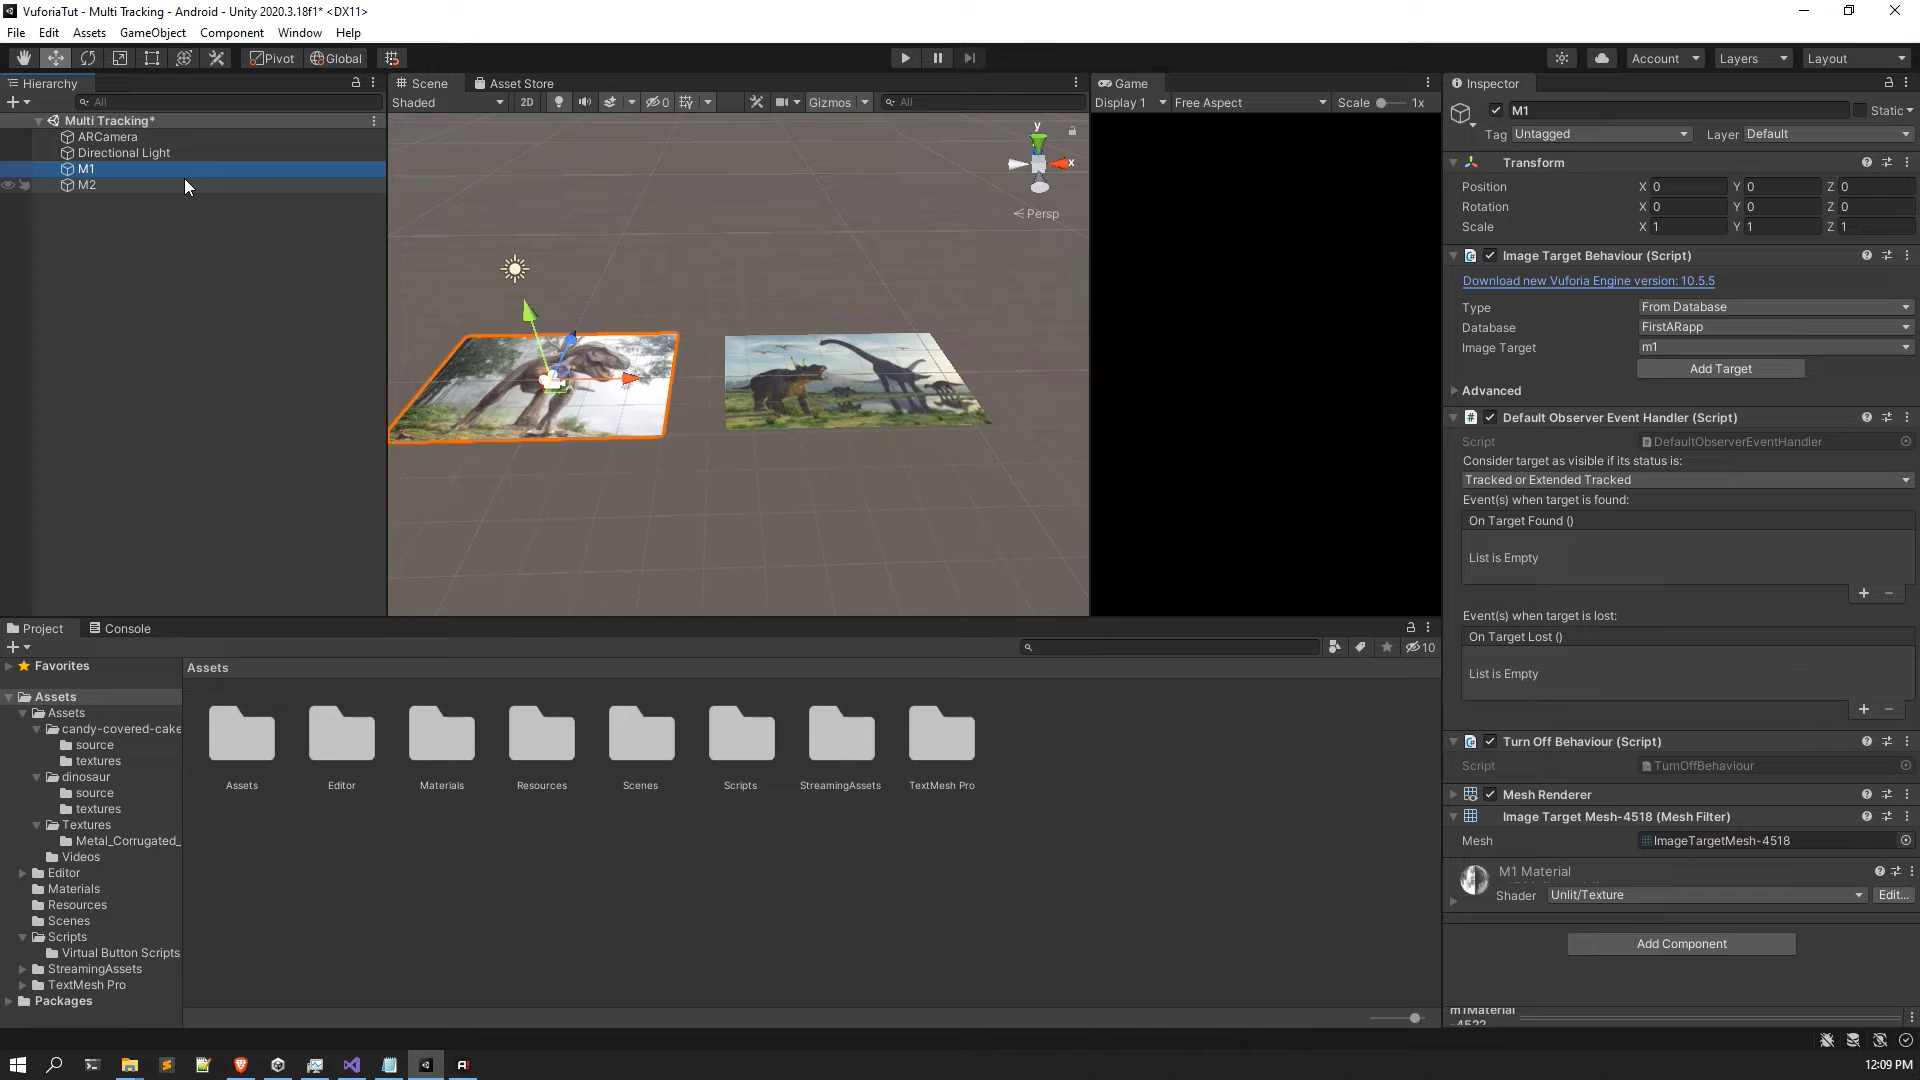 VuforiaTut - Multi Tracking - Android - Unity 2020.3.18f1* <DX11>
File Edit Assets GameObject Component Window Help
Pivot Global Account Layers Layout
Hierarchy
All
Multi Tracking*
ARCamera
Directional Light
M1
M2
Scene Asset Store
Shaded 2D 0 Gizmos All
y
x
Persp
Game
Display 1 Free Aspect Scale 1x
Inspector
M1 Static
Tag Untagged Layer Default
Transform
Position X 0 Y 0 Z 0
Rotation X 0 Y 0 Z 0
Scale X 1 Y 1 Z 1
Image Target Behaviour (Script)
Download new Vuforia Engine version: 10.5.5
Type From Database
Database FirstARapp
Image Target m1
Add Target
Advanced
Default Observer Event Handler (Script)
Script DefaultObserverEventHandler
Consider target as visible if its status is:
Tracked or Extended Tracked
Event(s) when target is found:
On Target Found ()
List is Empty
Event(s) when target is lost:
On Target Lost ()
List is Empty
Turn Off Behaviour (Script)
Script TurnOffBehaviour
Mesh Renderer
Image Target Mesh-4518 (Mesh Filter)
Mesh ImageTargetMesh-4518
M1 Material
Shader Unlit/Texture Edit...
Add Component
Project Console
10
Favorites
Assets
Assets
candy-covered-cake
source
textures
dinosaur
source
textures
Textures
Metal_Corrugated_
Videos
Editor
Materials
Resources
Scenes
Scripts
Virtual Button Scripts
StreamingAssets
TextMesh Pro
Packages
Assets
Assets Editor Materials Resources Scenes Scripts StreamingAssets TextMesh Pro
12:09 PM